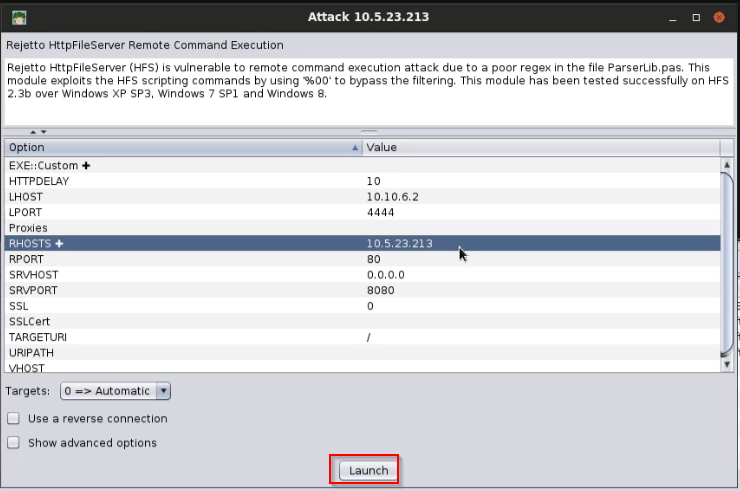 Attack 10.5.23.213
Rejetto HttpFileServer Remote Command Execution
Rejetto HttpFileServer (HFS) is vulnerable to remote command execution attack due to a poor regex in the file ParserLib.pas. This
module exploits the HFS scripting commands by using '%00' to bypass the filtering. This module has been tested successfully on HFS
2.3b over Windows XP SP3, Windows 7 SP1 and Windows 8.
Option Value
EXE::Custom +
HTTPDELAY 10
LHOST 10.10.6.2
LPORT 4444
Proxies
RHOSTS + 10.5.23.213
RPORT 80
SRVHOST 0.0.0.0
SRVPORT 8080
SSL 0
SSLCert
TARGETURI /
URIPATH
VHOST
Targets: 0 => Automatic
Use a reverse connection
Show advanced options
Launch